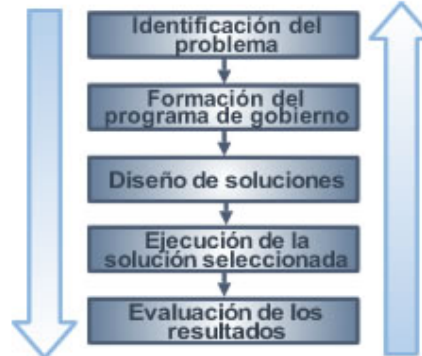 Identificación del
problema
Formación del
programa de gobierno
Diseño de soluciones
Ejecución de la
solución seleccionada
Evaluación de los
resultados